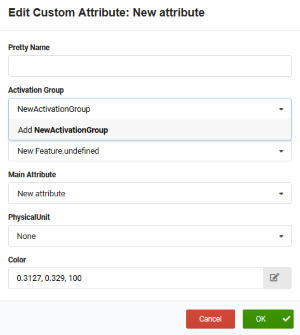 Edit Custom Attribute: New attribute
Pretty Name
Activation Group
NewActivationGroup
Add NewActivationGroup
New Feature.undefined
Main Attribute
New attribute
PhysicalUnit
None
Color
0.3127, 0.329, 100
Cancel
OK